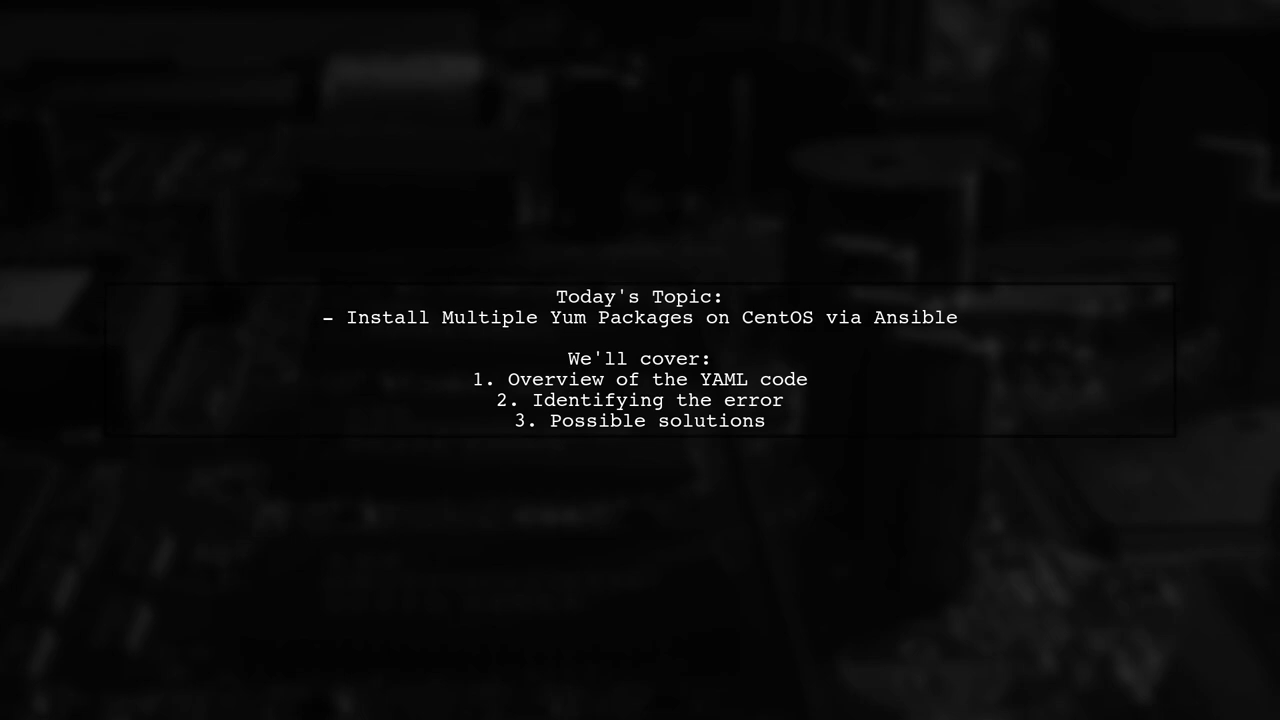 Today's Topic:
– Install Multiple Yum Packages on CentOS via Ansible
We'll cover:
1. Overview of the YAML code
2. Identifying the error
3. Possible solutions